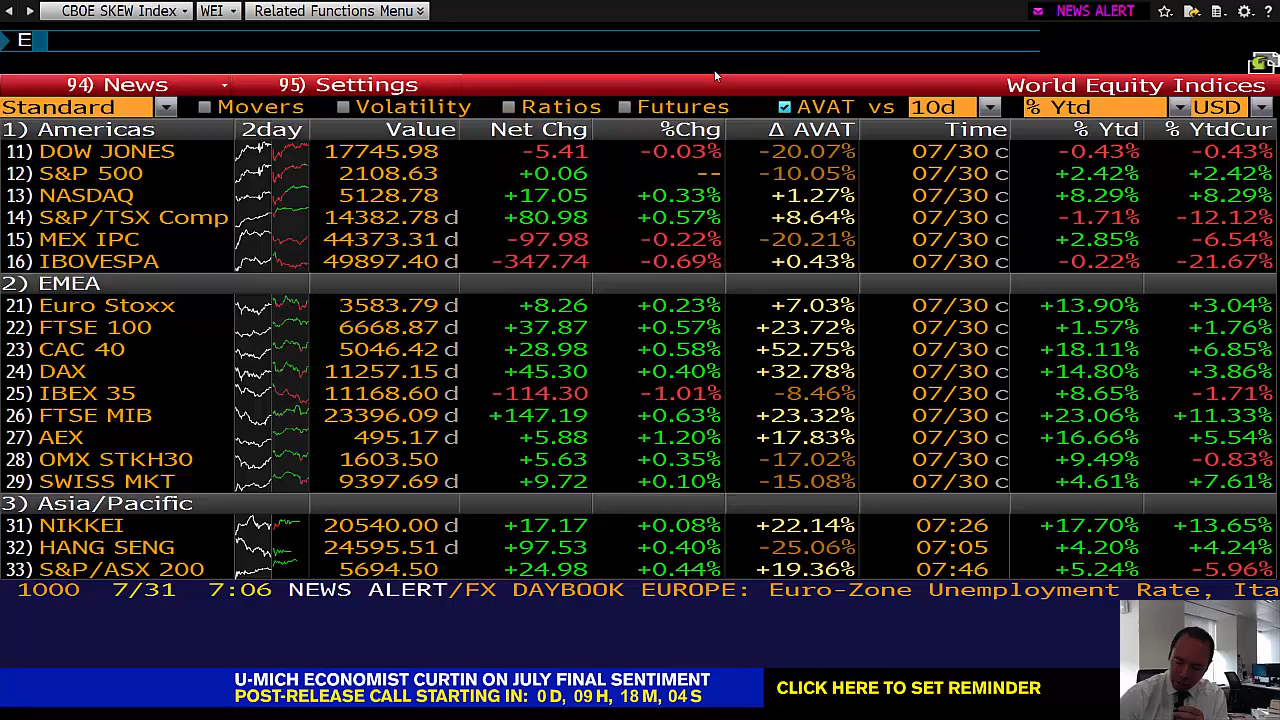 CBOE SKEW Index WEI Related Functions Menu NEWS ALERT
E
94) News 95) Settings World Equity Indices
Standard Movers Volatility Ratios Futures AVAT vs 10d % Ytd USD
1) Americas 2day Value Net Chg %Chg Δ AVAT Time % Ytd % YtdCur
11) DOW JONES 17745.98 -5.41 -0.03% -20.07% 07/30 c -0.43% -0.43%
12) S&P 500 2108.63 +0.06 -- -10.05% 07/30 c +2.42% +2.42%
13) NASDAQ 5128.78 +17.05 +0.33% +1.27% 07/30 c +8.29% +8.29%
14) S&P/TSX Comp 14382.78 d +80.98 +0.57% +8.64% 07/30 c -1.71% -12.12%
15) MEX IPC 44373.31 d -97.98 -0.22% -20.21% 07/30 c +2.85% -6.54%
16) IBOVESPA 49897.40 d -347.74 -0.69% +0.43% 07/30 c -0.22% -21.67%
2) EMEA
21) Euro Stoxx 3583.79 d +8.26 +0.23% +7.03% 07/30 c +13.90% +3.04%
22) FTSE 100 6668.87 d +37.87 +0.57% +23.72% 07/30 c +1.57% +1.76%
23) CAC 40 5046.42 d +28.98 +0.58% +52.75% 07/30 c +18.11% +6.85%
24) DAX 11257.15 d +45.30 +0.40% +32.78% 07/30 c +14.80% +3.86%
25) IBEX 35 11168.60 d -114.30 -1.01% -8.46% 07/30 c +8.65% -1.71%
26) FTSE MIB 23396.09 d +147.19 +0.63% +23.32% 07/30 c +23.06% +11.33%
27) AEX 495.17 d +5.88 +1.20% +17.83% 07/30 c +16.66% +5.54%
28) OMX STKH30 1603.50 +5.63 +0.35% -17.02% 07/30 c +9.49% -0.83%
29) SWISS MKT 9397.69 d +9.72 +0.10% -15.08% 07/30 c +4.61% +7.61%
3) Asia/Pacific
31) NIKKEI 20540.00 d +17.17 +0.08% +22.14% 07:26 +17.70% +13.65%
32) HANG SENG 24595.51 d +97.53 +0.40% -25.06% 07:05 +4.20% +4.24%
33) S&P/ASX 200 5694.50 +24.98 +0.44% +19.36% 07:46 +5.24% -5.96%
1000 7/31 7:06 NEWS ALERT/FX DAYBOOK EUROPE: Euro-Zone Unemployment Rate, Ita
U-MICH ECONOMIST CURTIN ON JULY FINAL SENTIMENT
POST-RELEASE CALL STARTING IN: 0 D, 09 H, 18 M, 04 S
CLICK HERE TO SET REMINDER